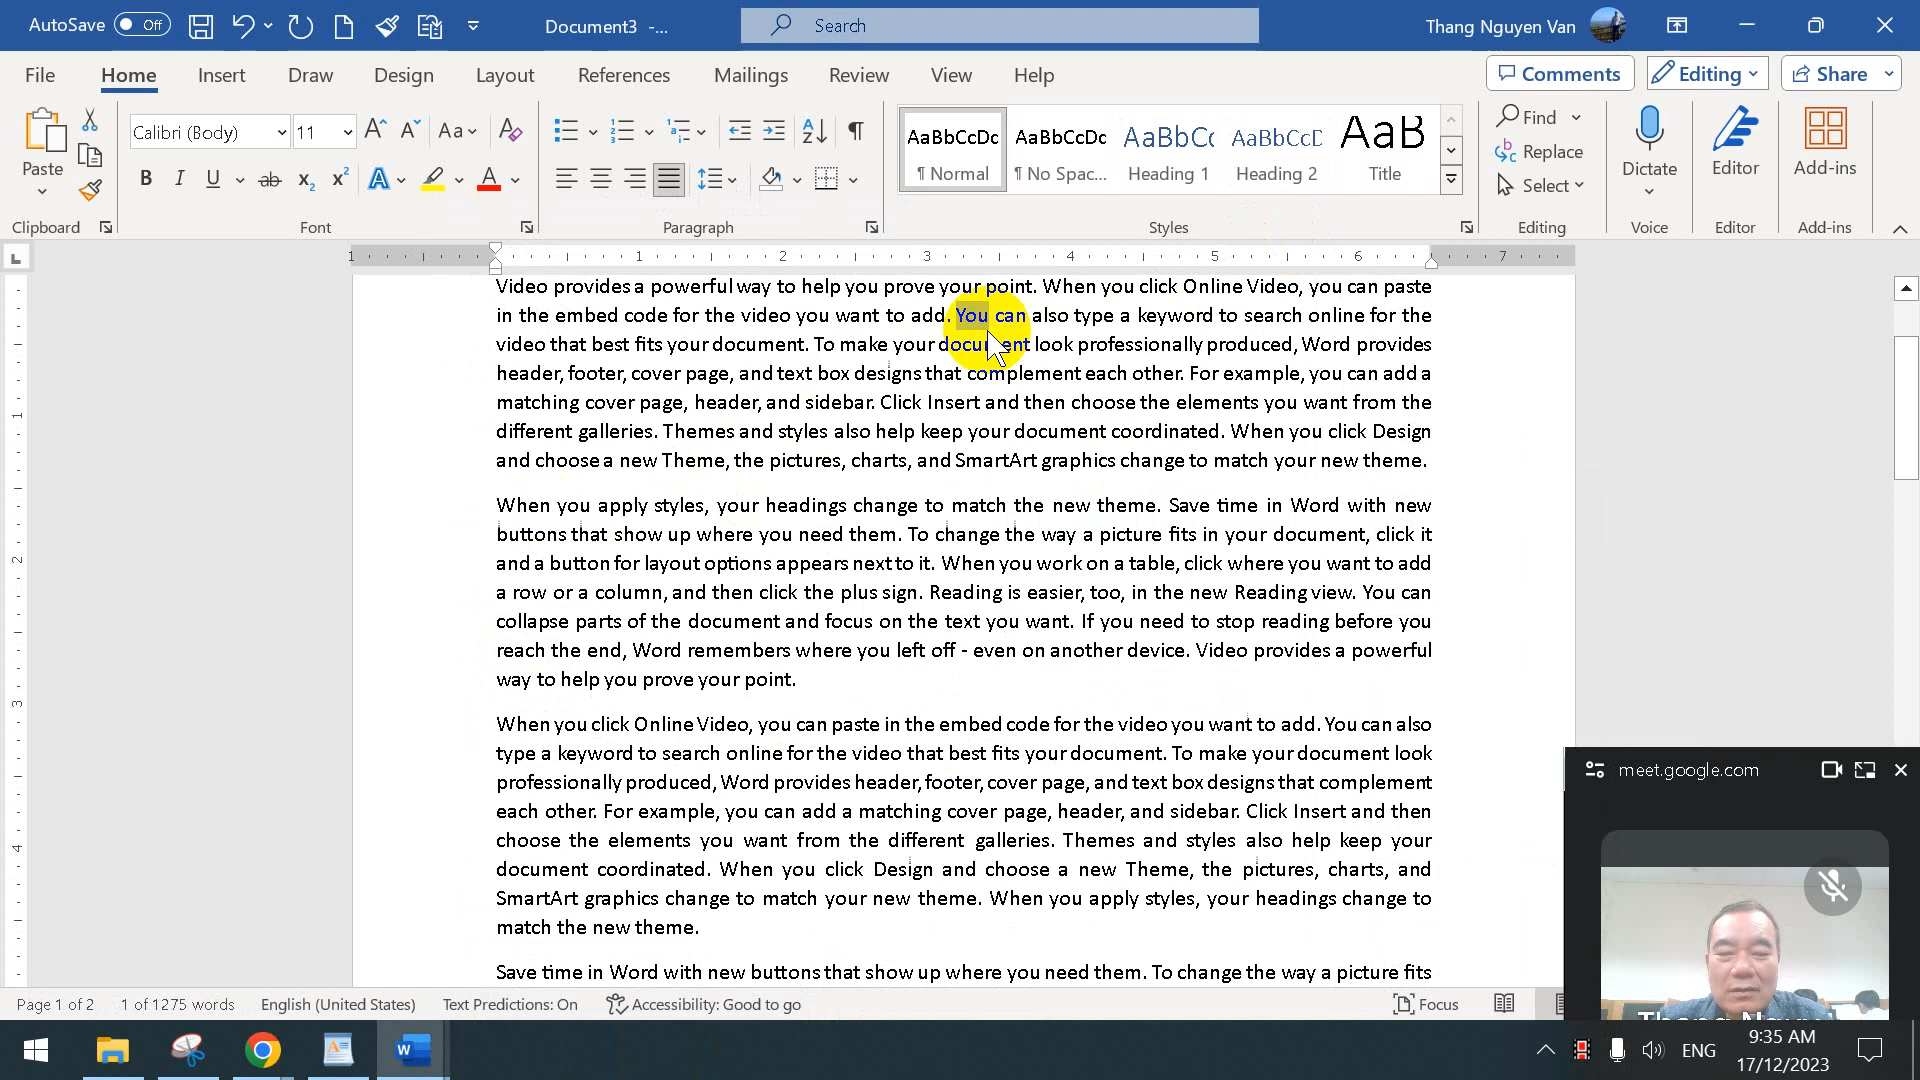 AutoSave Off Document3 -... Search Thang Nguyen Van
File Home Insert Draw Design Layout References Mailings Review View Help Comments Editing Share
Calibri (Body) 11 Aa AaBbCcDc AaBbCcDc AaBbC AaBbCcD AaB Find
Paste ¶ Normal ¶ No Spac... Heading 1 Heading 2 Title Replace Dictate Editor Add-ins
Select
Clipboard Font Paragraph Styles Editing Voice Editor Add-ins
1 1 2 3 4 5 6 7
Video provides a powerful way to help you prove your point. When you click Online Video, you can paste
in the embed code for the video you want to add. You can also type a keyword to search online for the
video that best fits your document. To make your document look professionally produced, Word provides
header, footer, cover page, and text box designs that complement each other. For example, you can add a
matching cover page, header, and sidebar. Click Insert and then choose the elements you want from the
different galleries. Themes and styles also help keep your document coordinated. When you click Design
and choose a new Theme, the pictures, charts, and SmartArt graphics change to match your new theme.
When you apply styles, your headings change to match the new theme. Save time in Word with new
buttons that show up where you need them. To change the way a picture fits in your document, click it
and a button for layout options appears next to it. When you work on a table, click where you want to add
a row or a column, and then click the plus sign. Reading is easier, too, in the new Reading view. You can
collapse parts of the document and focus on the text you want. If you need to stop reading before you
reach the end, Word remembers where you left off - even on another device. Video provides a powerful
way to help you prove your point.
When you click Online Video, you can paste in the embed code for the video you want to add. You can also
type a keyword to search online for the video that best fits your document. To make your document look
professionally produced, Word provides header, footer, cover page, and text box designs that complement
each other. For example, you can add a matching cover page, header, and sidebar. Click Insert and then
choose the elements you want from the different galleries. Themes and styles also help keep your
document coordinated. When you click Design and choose a new Theme, the pictures, charts, and
SmartArt graphics change to match your new theme. When you apply styles, your headings change to
match the new theme.
Save time in Word with new buttons that show up where you need them. To change the way a picture fits
meet.google.com
Page 1 of 2 1 of 1275 words English (United States) Text Predictions: On Accessibility: Good to go Focus
ENG 9:35 AM
17/12/2023